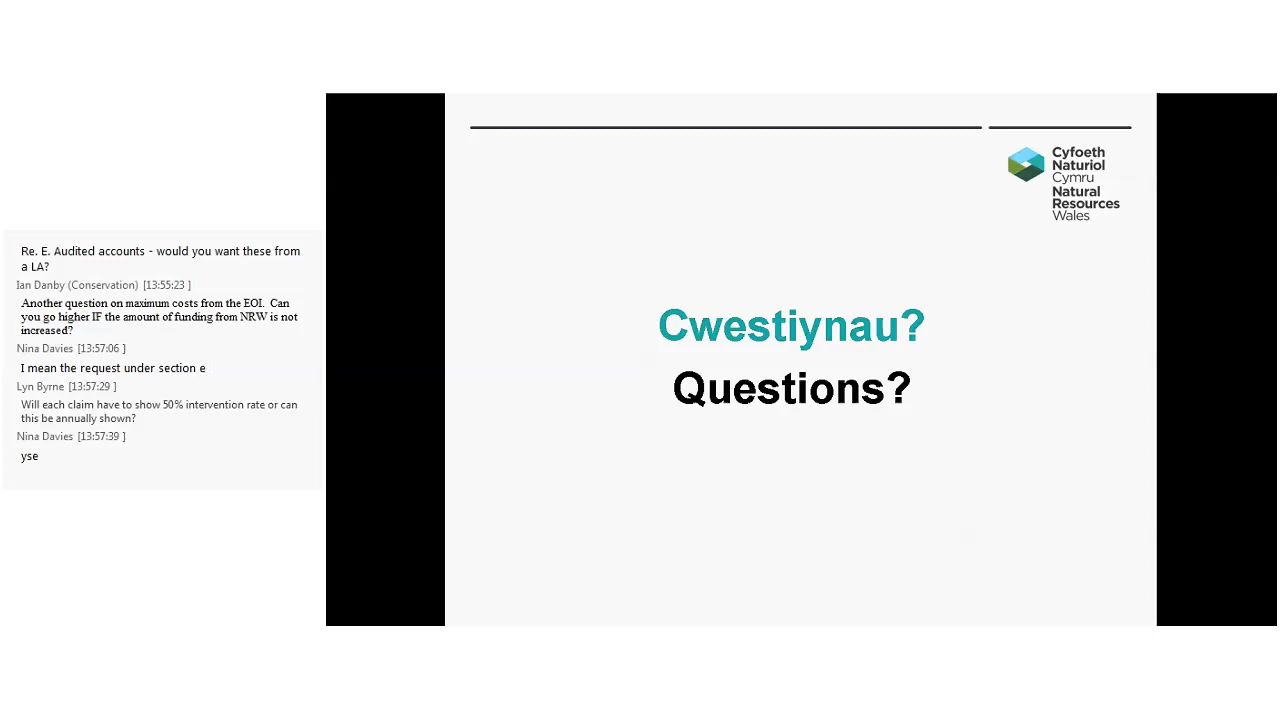 Re. E. Audited accounts - would you want these from
a LA?
Ian Danby (Conservation) [13:55:23 ]
Another question on maximum costs from the EOI. Can
you go higher IF the amount of funding from NRW is not
increased?
Nina Davies [13:57:06 ]
I mean the request under section e
Lyn Byrne [13:57:29 ]
Will each claim have to show 50% intervention rate or can
this be annually shown?
Nina Davies [13:57:39 ]
yse
Cyfoeth
Naturiol
Cymru
Natural
Resources
Wales
Cwestiynau?
Questions?